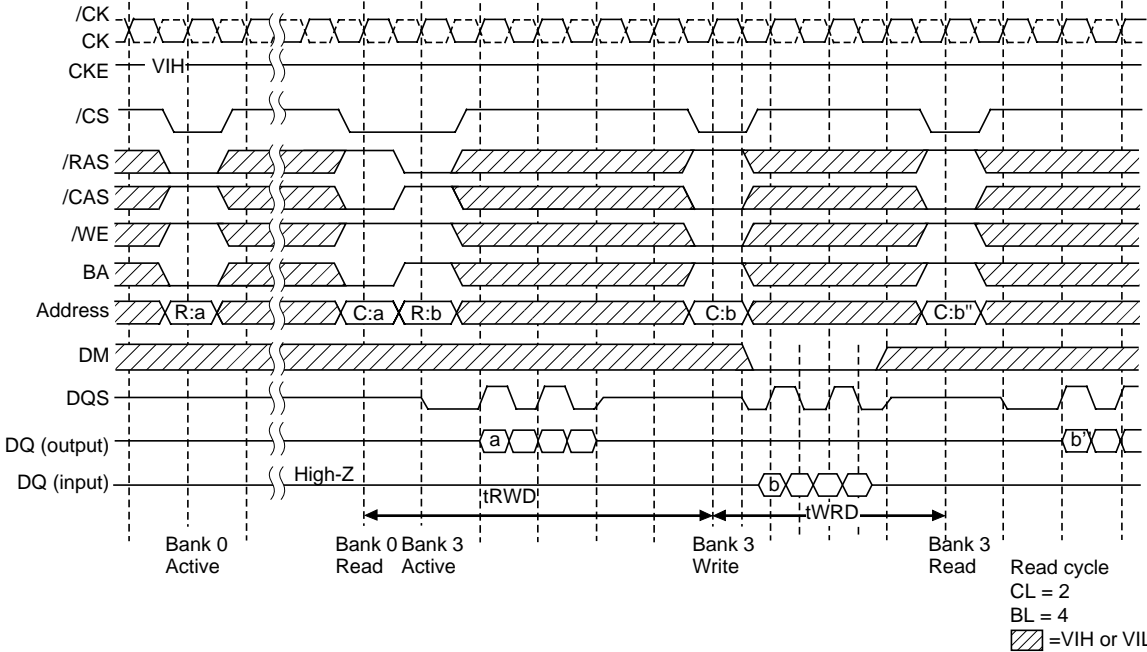 /CK
CK
CKE VIH
/CS
/RAS
/CAS
/WE
BA
Address R:a C:a R:b C:b C:b"
DM
DQS
DQ (output) a b'
DQ (input) High-Z b
tRWD tWRD
Bank 0 Active
Bank 0 Read
Bank 3 Active
Bank 3 Write
Bank 3 Read
Read cycle
CL = 2
BL = 4
=VIH or VIL